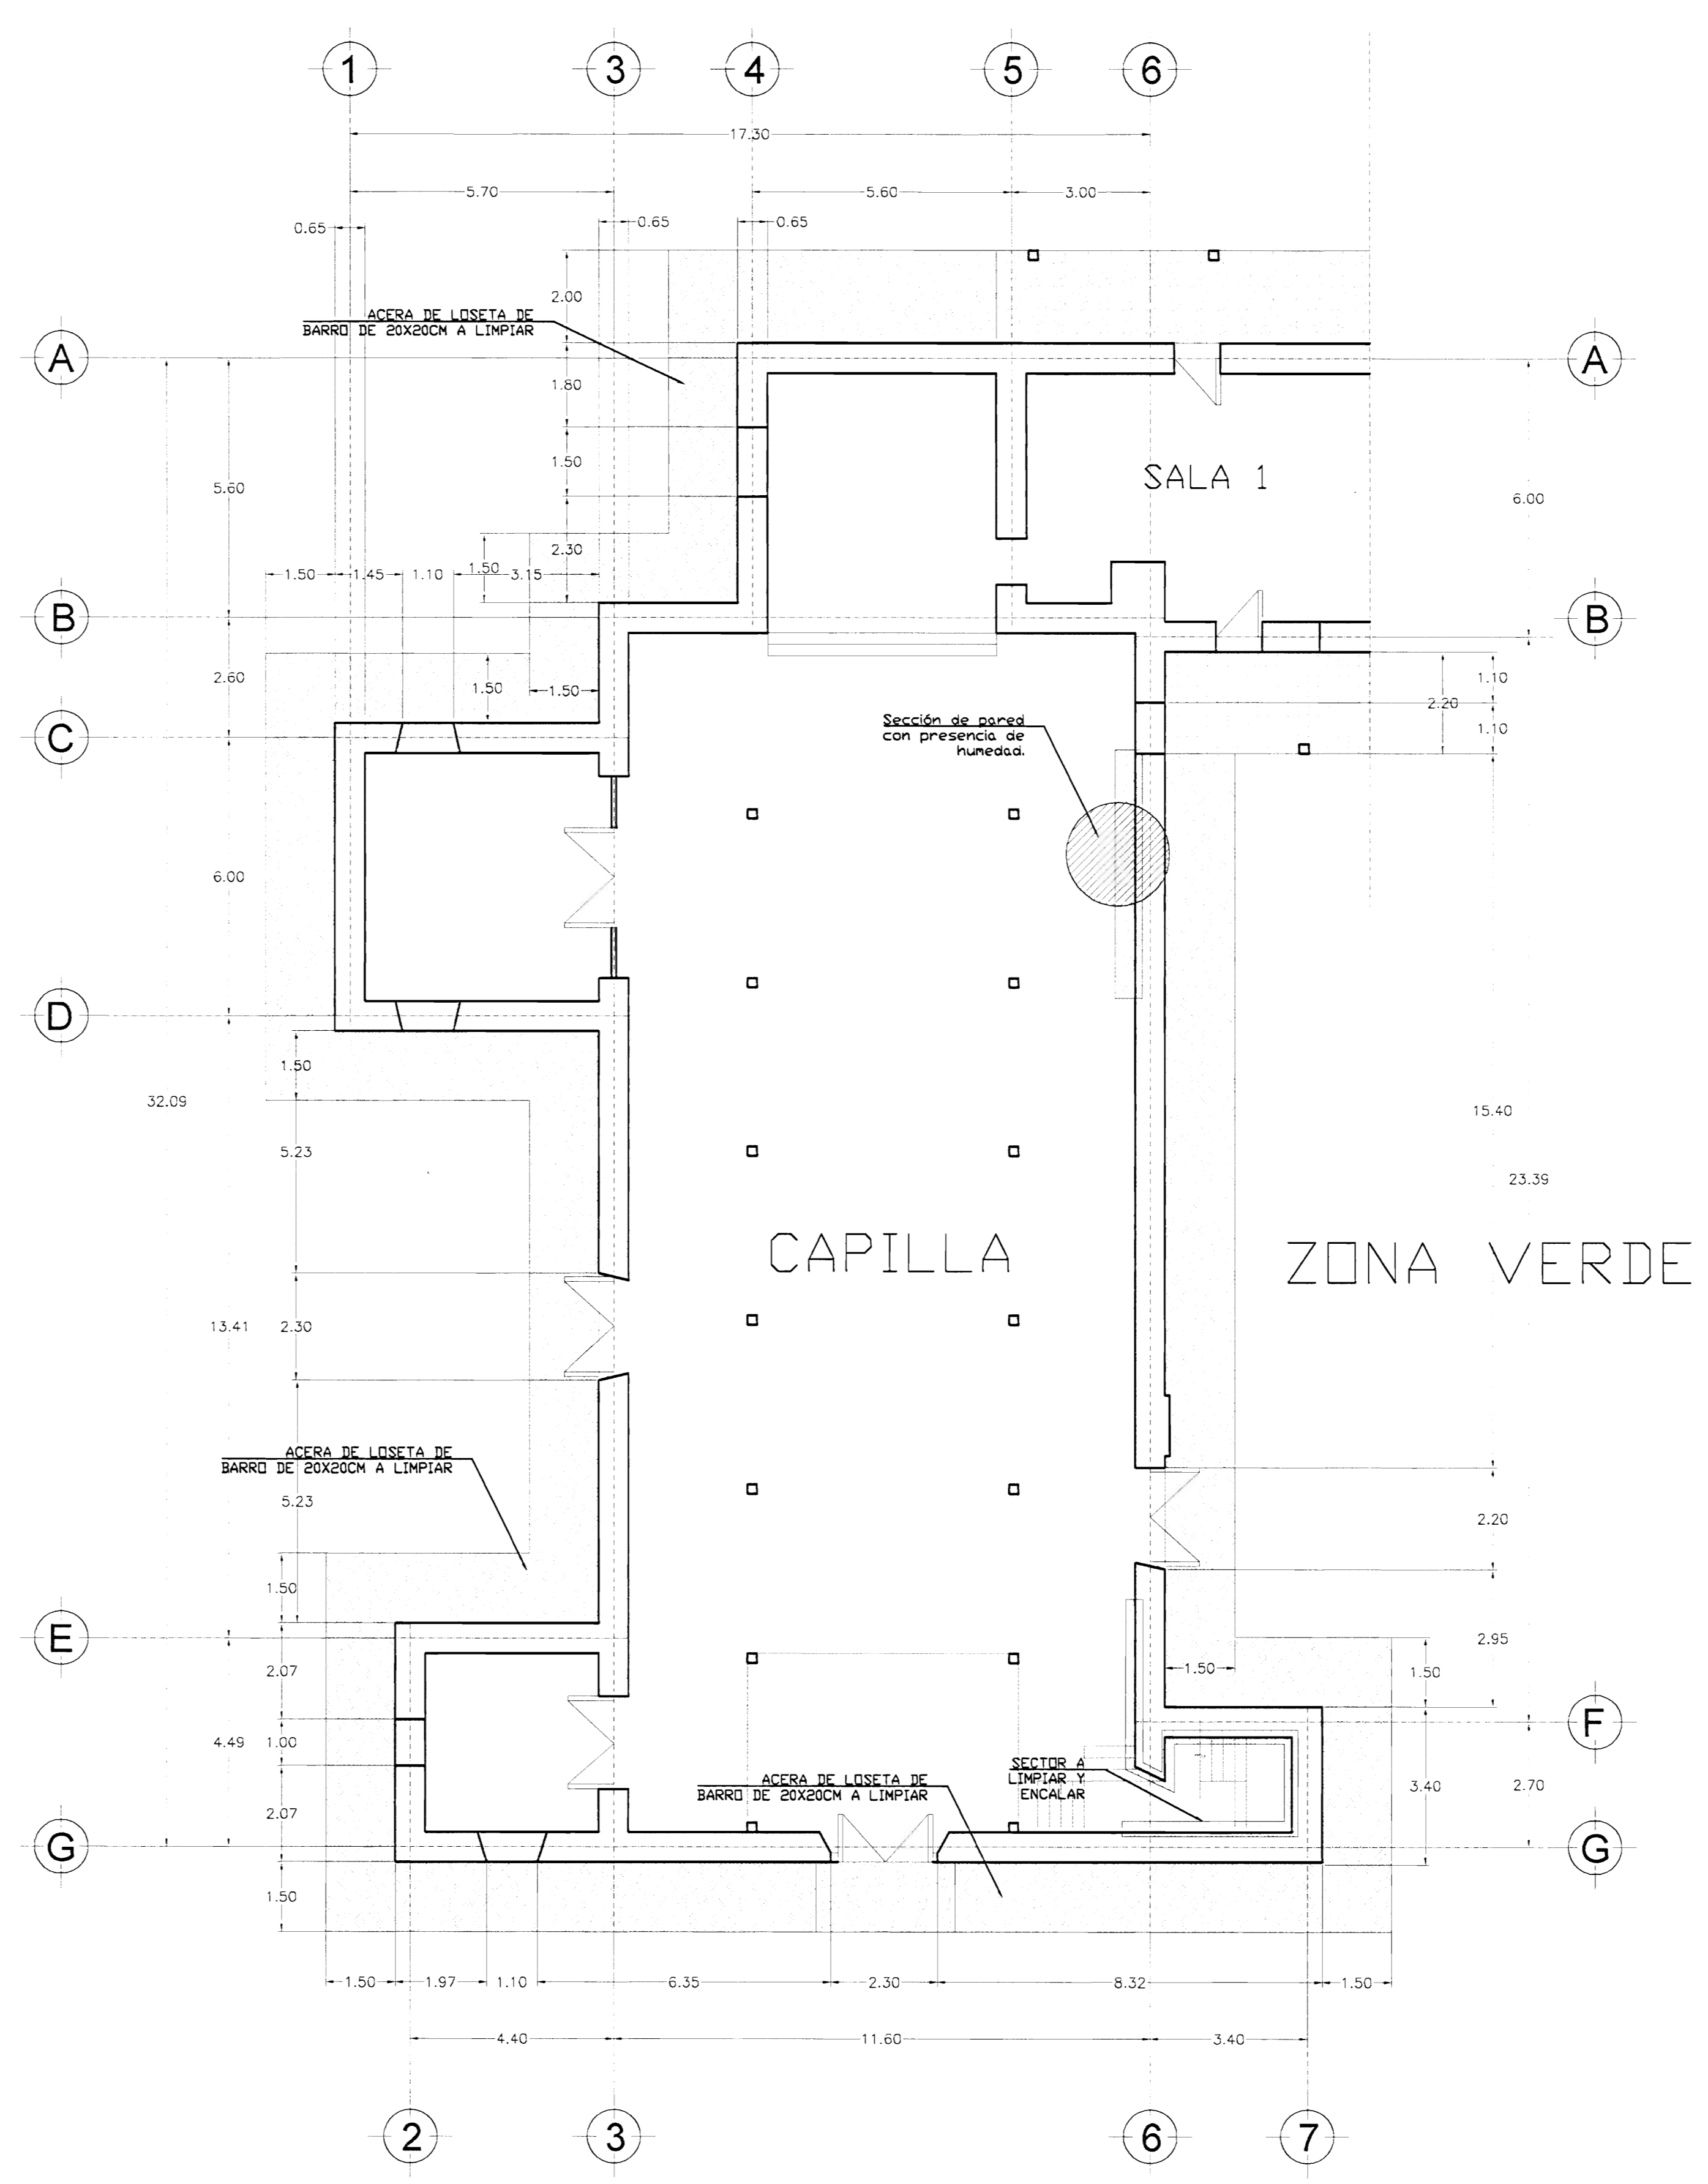 1 3 4 5 6
17.30
5.70 5.60 3.00
0.65 0.65 0.65
2.00
ACERA DE LOSETA DE
BARRO DE 20X20CM A LIMPIAR
A A
1.80
1.50
SALA 1
5.60 6.00
2.30
1.50
1.50 1.45 1.10 3.15
B B
2.60
1.50 1.50
1.10
2.20
1.10
Sección de pared
con presencia de
humedad.
C
6.00
D
1.50
32.09 15.40
5.23 23.39
CAPILLA ZONA VERDE
13.41 2.30
ACERA DE LOSETA DE
BARRO DE 20X20CM A LIMPIAR
5.23
2.20
1.50
E 2.95
2.07 1.50 1.50
F
4.49 1.00
SECTOR A
LIMPIAR Y
ENCALAR
ACERA DE LOSETA DE
BARRO DE 20X20CM A LIMPIAR
3.40 2.70
2.07
G G
1.50
1.50 1.97 1.10 6.35 2.30 8.32 1.50
4.40 11.60 3.40
2 3 6 7